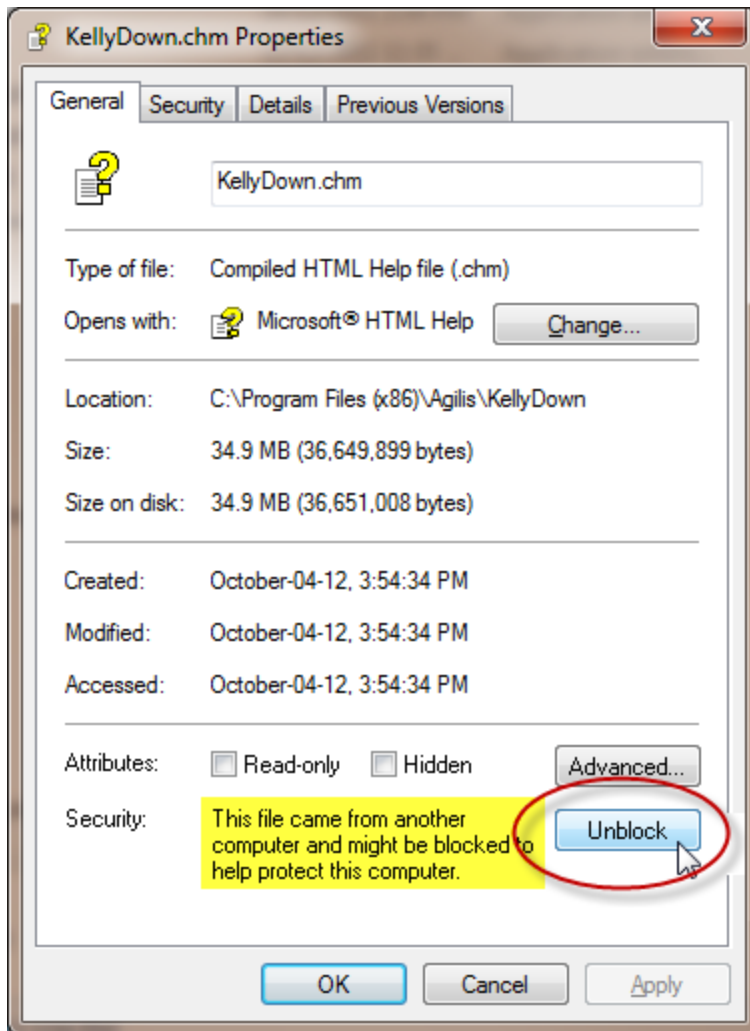 KellyDown.chm Properties
General Security Details Previous Versions
KellyDown.chm
Type of file: Compiled HTML Help file (.chm)
Opens with: Microsoft® HTML Help Change...
Location: C:\Program Files (x86)\Agilis\KellyDown
Size: 34.9 MB (36,649,899 bytes)
Size on disk: 34.9 MB (36,651,008 bytes)
Created: October-04-12, 3:54:34 PM
Modified: October-04-12, 3:54:34 PM
Accessed: October-04-12, 3:54:34 PM
Attributes: Read-only Hidden Advanced...
Security: This file came from another
computer and might be blocked to
help protect this computer.
Unblock
OK Cancel Apply